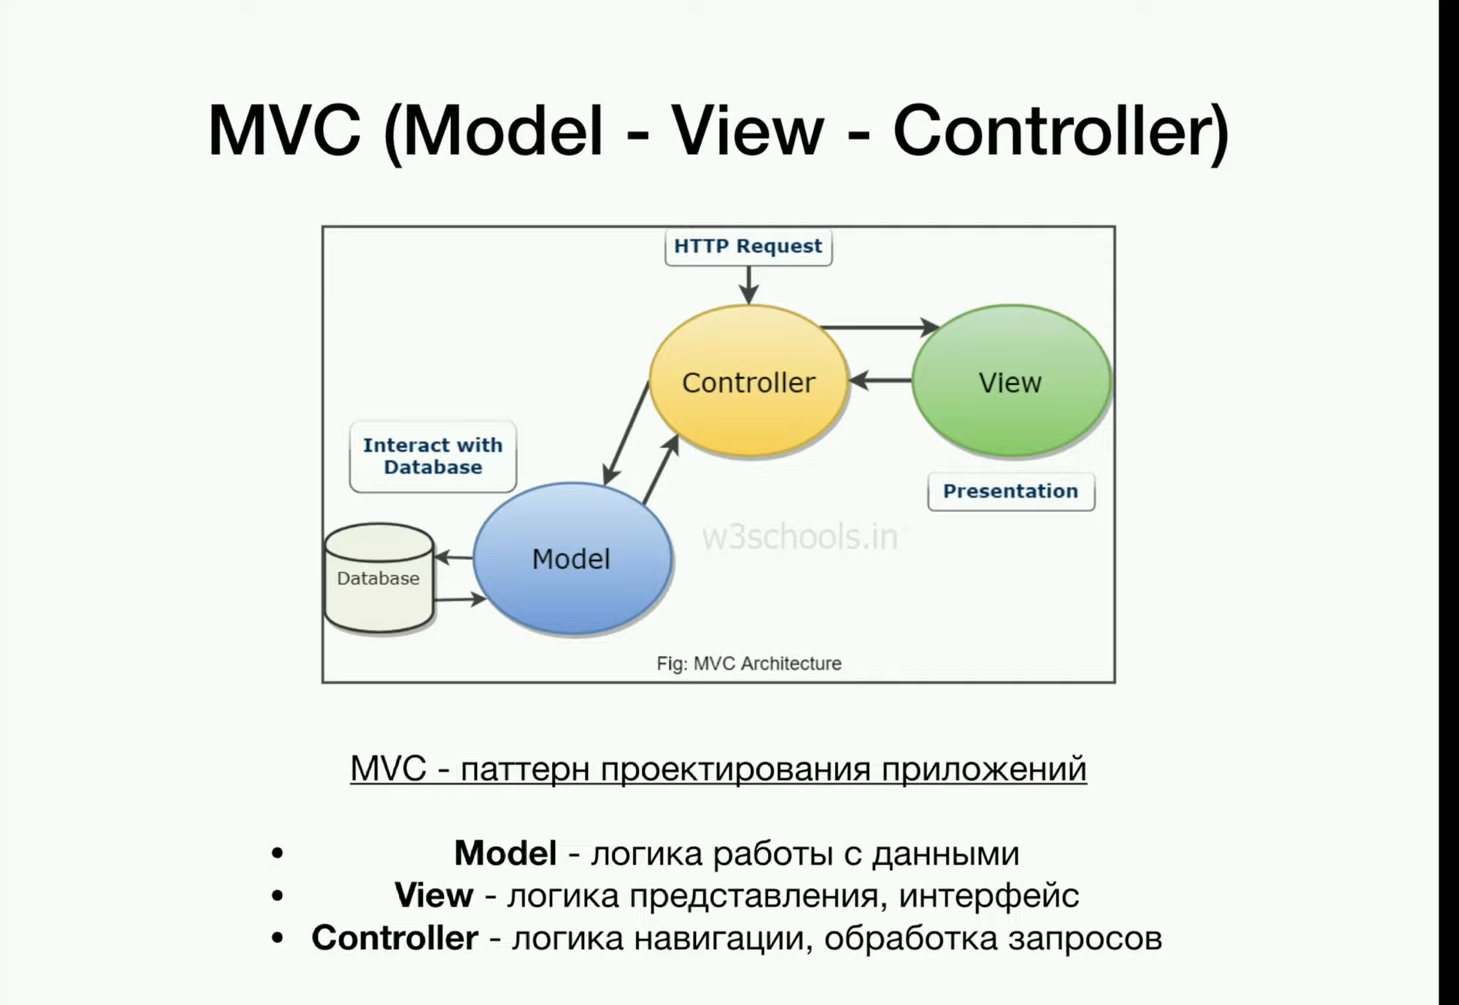 MVC (Model - View - Controller)
HTTP Request
Controller
View
Interact with
Database
Presentation
w3schools.in
Model
Database
Fig: MVC Architecture
MVC - паттерн проектирования приложений
• Model - логика работы с данными
• View - логика представления, интерфейс
• Controller - логика навигации, обработка запросов